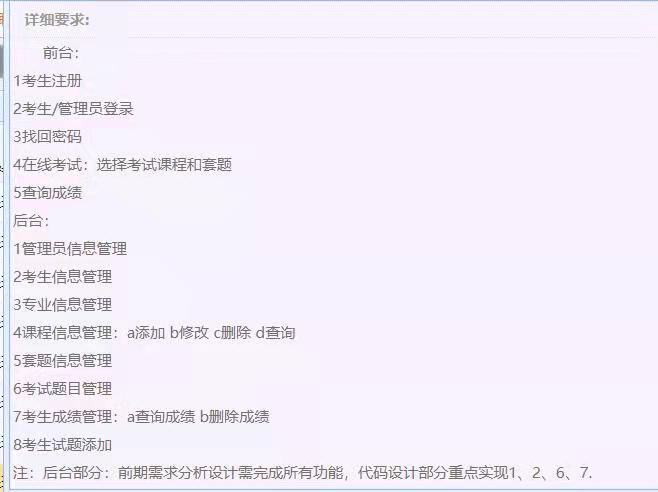 详细要求:
前台：
1考生注册
2考生/管理员登录
3找回密码
4在线考试：选择考试课程和套题
5查询成绩
后台：
1管理员信息管理
2考生信息管理
3专业信息管理
4课程信息管理：a添加 b修改 c删除 d查询
5套题信息管理
6考试题目管理
7考生成绩管理：a查询成绩 b删除成绩
8考生试题添加
注：后台部分：前期需求分析设计需完成所有功能，代码设计部分重点实现1、2、6、7.